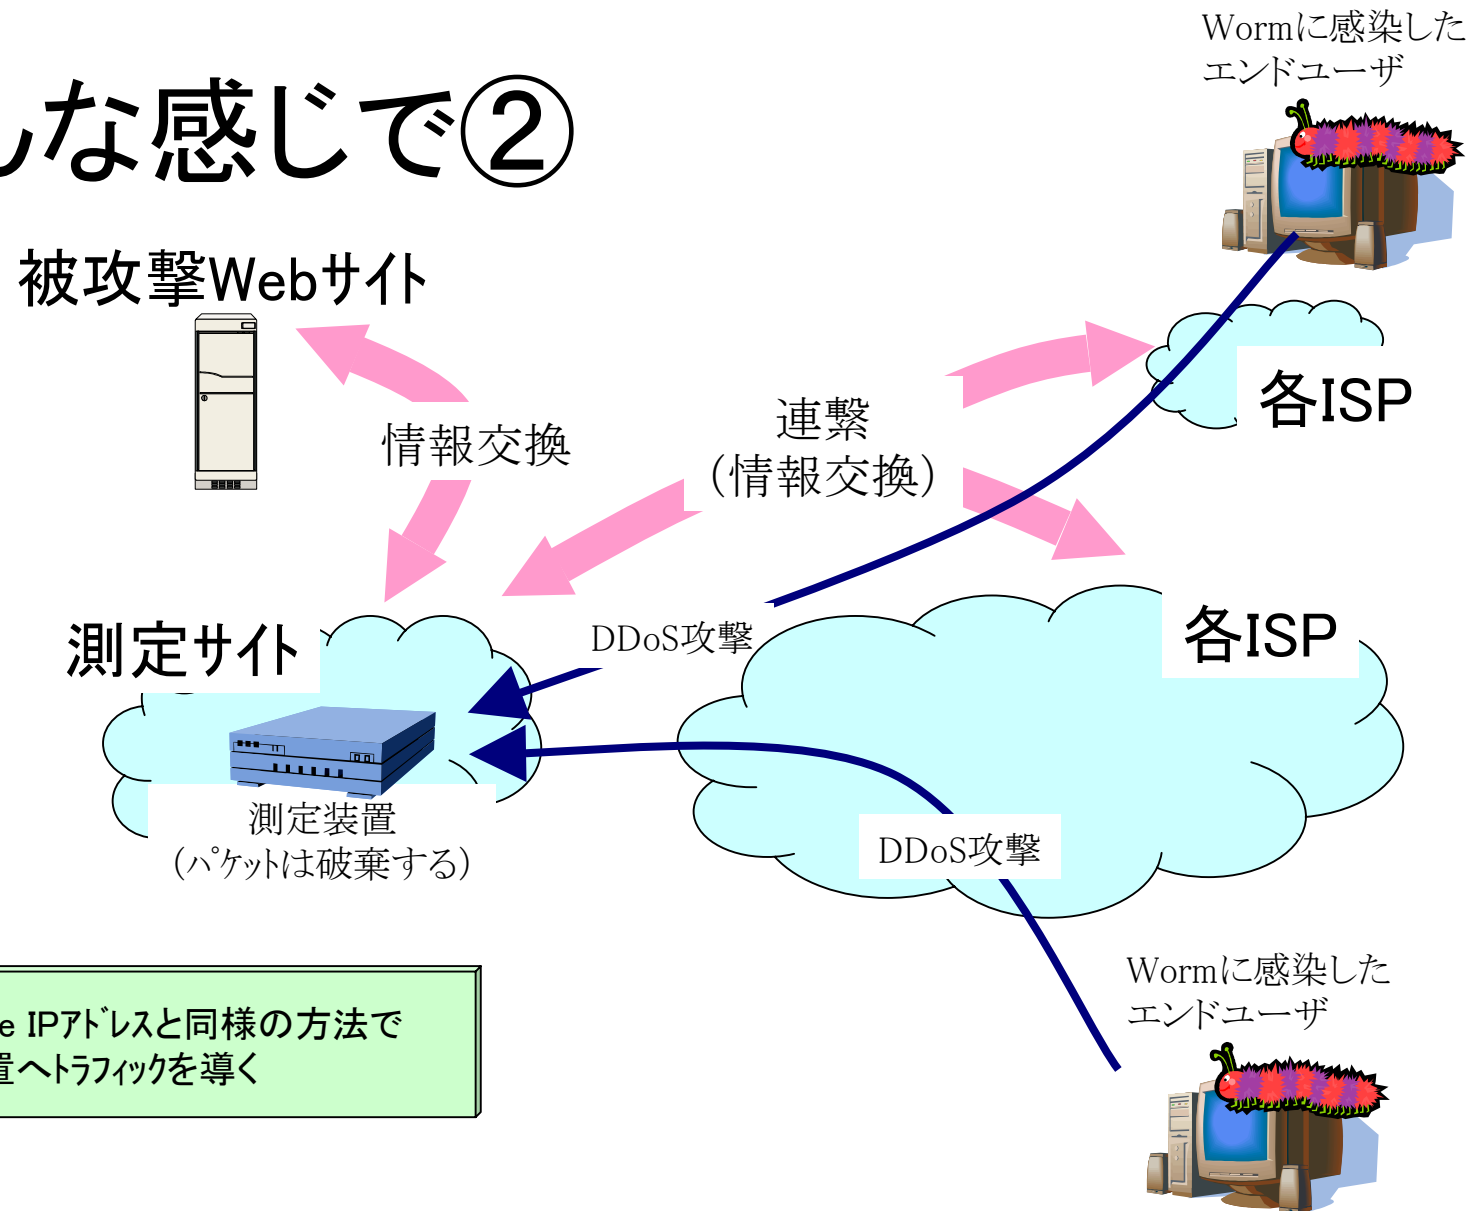 Wormに感染した
エンドユーザ
な感じで②
被攻撃Webサイト
情報交換
連繋
(情報交換)
各ISP
DDoS攻撃
各ISP
測定サイト
測定装置
(パケットは破棄する)
DDoS攻撃
e IPアドレスと同様の方法で
置へトラフィックを導く
Wormに感染した
エンドユーザ